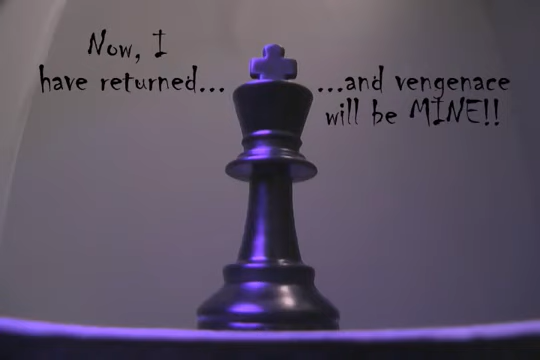 Now, I
have returned...
...and vengenace
will be MINE!!